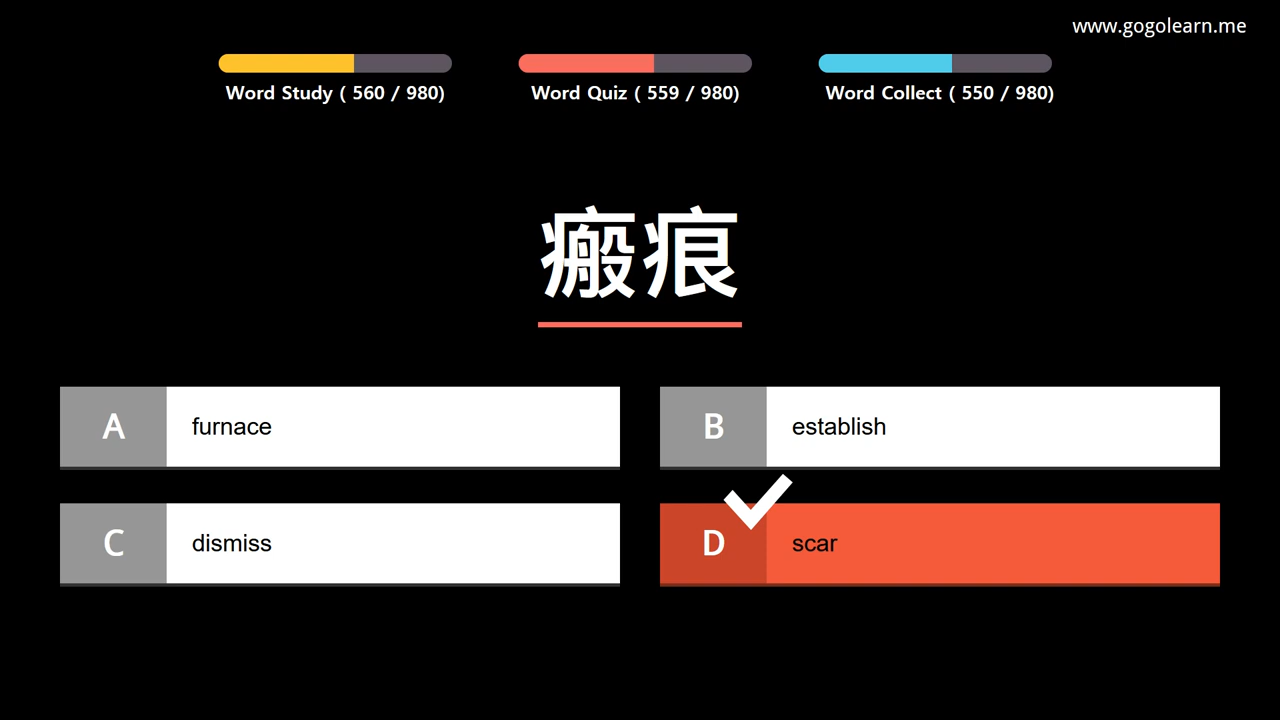 www.gogolearn.me
Word Study ( 560 / 980)
Word Quiz ( 559 / 980)
Word Collect ( 550 / 980)
瘢痕
A
furnace
B
establish
C
dismiss
D
scar